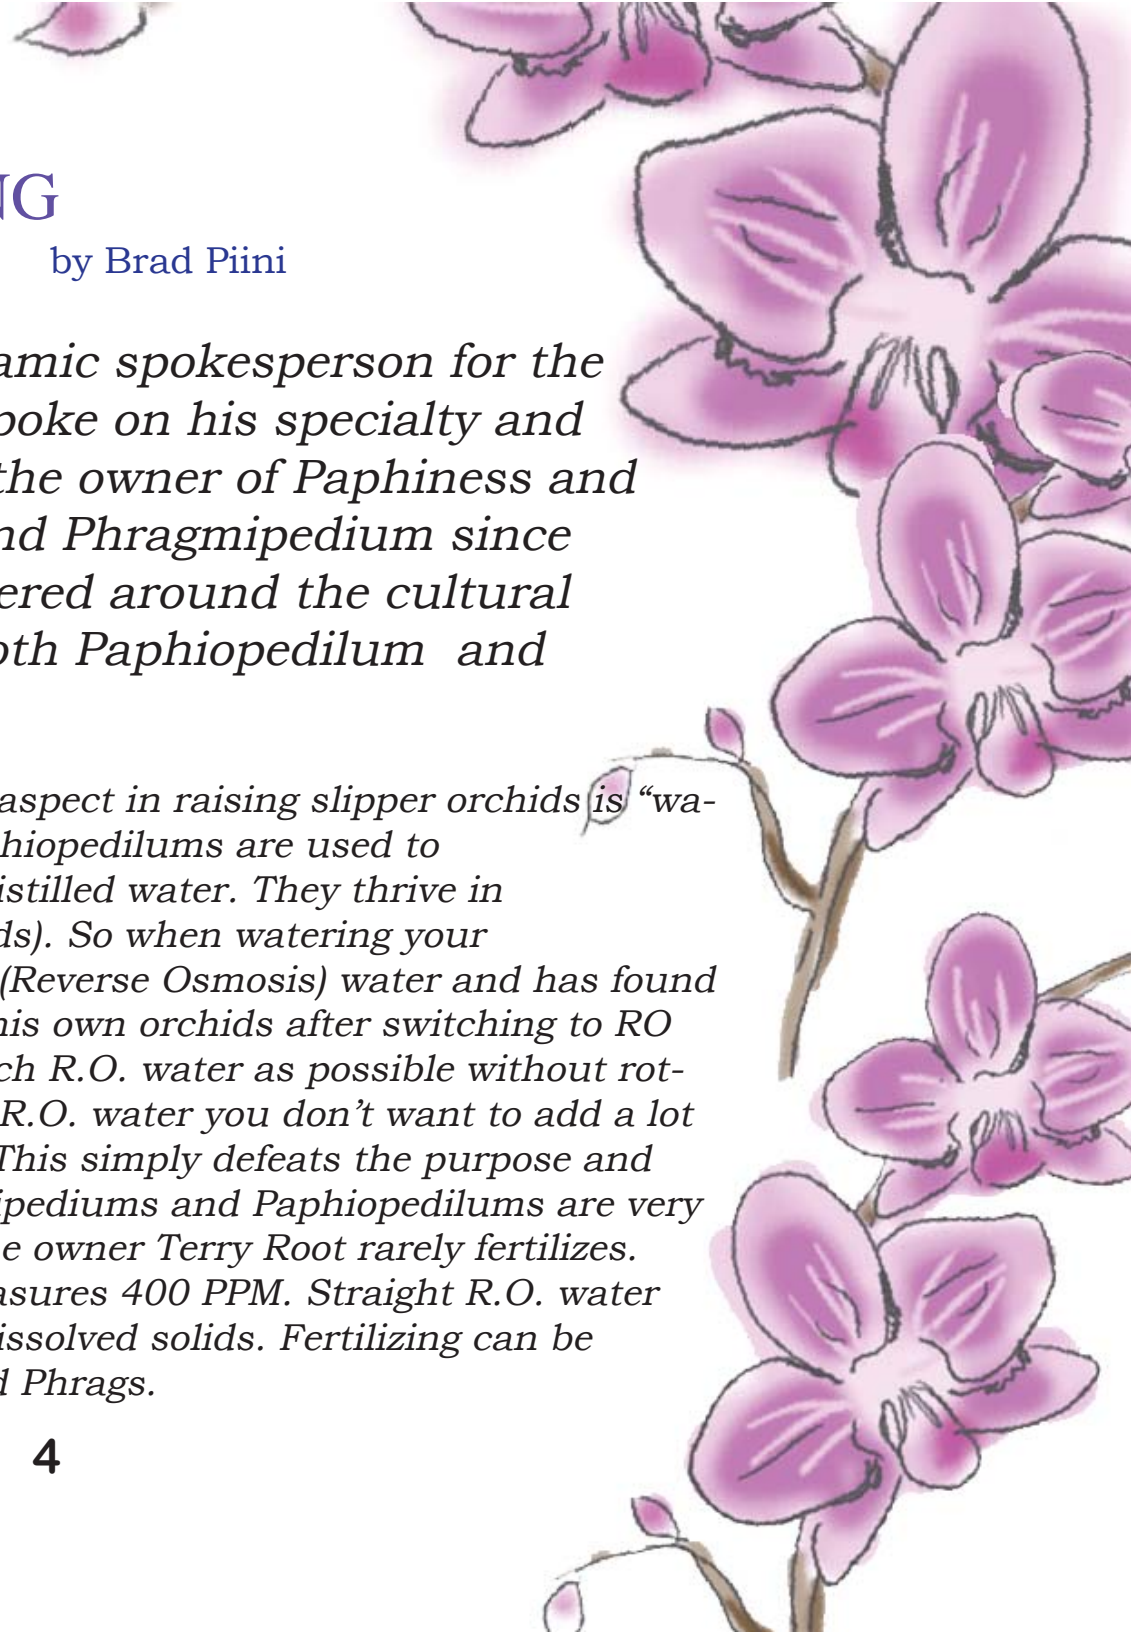 NG
by Brad Piini
amic spokesperson for the
poke on his specialty and
the owner of Paphiness and
nd Phragmipedium since
ered around the cultural
oth Paphiopedilum and
aspect in raising slipper orchids is “wa-
hiopedilums are used to
istilled water. They thrive in
ds). So when watering your
(Reverse Osmosis) water and has found
his own orchids after switching to RO
ch R.O. water as possible without rot-
R.O. water you don’t want to add a lot
This simply defeats the purpose and
ipediums and Paphiopedilums are very
e owner Terry Root rarely fertilizes.
asures 400 PPM. Straight R.O. water
issolved solids. Fertilizing can be
d Phrags.
4